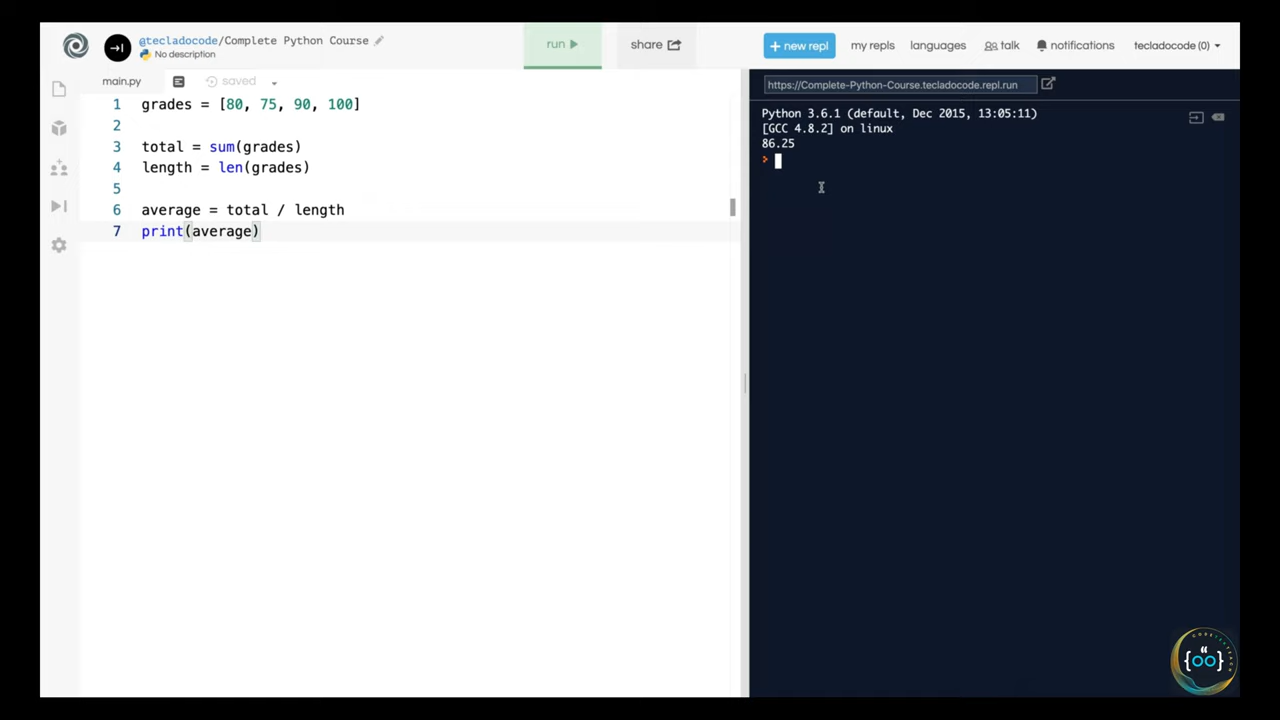 @tecladocode/Complete Python Course
No description
run
share
+ new repl
my repls
languages
talk
notifications
tecladocode (0)
main.py
saved
https://Complete-Python-Course.tecladocode.repl.run
1 grades = [80, 75, 90, 100]
2
3 total = sum(grades)
4 length = len(grades)
5
6 average = total / length
7 print(average)
Python 3.6.1 (default, Dec 2015, 13:05:11)
[GCC 4.8.2] on linux
86.25
>
{oo}